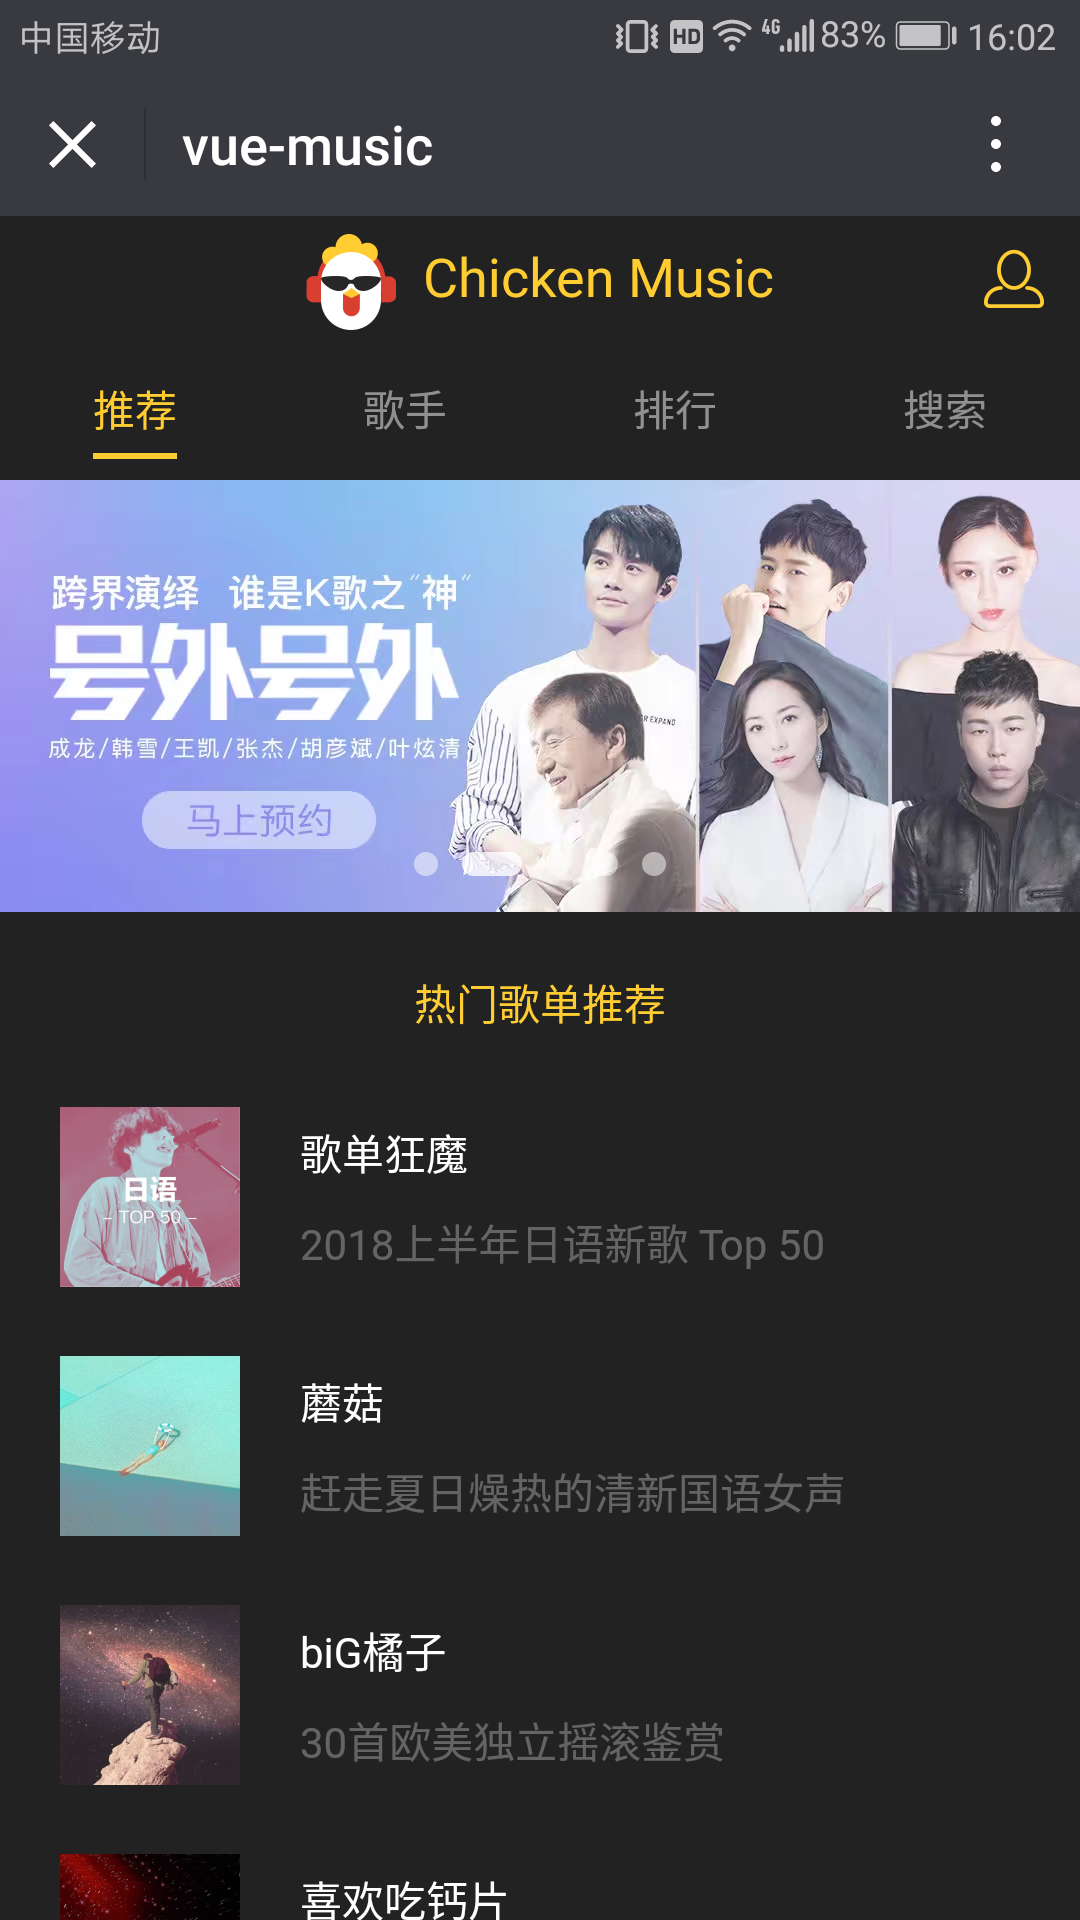 中国移动 HD 4G 83% 16:02
vue-music
Chicken Music
推荐 歌手 排行 搜索
跨界演绎 谁是K歌之“神”
号外号外
成龙/韩雪/王凯/张杰/胡彦斌/叶炫清
马上预约
热门歌单推荐
日语
– TOP 50 –
歌单狂魔
2018上半年日语新歌 Top 50
蘑菇
赶走夏日燥热的清新国语女声
biG橘子
30首欧美独立摇滚鉴赏
喜欢吃钙片